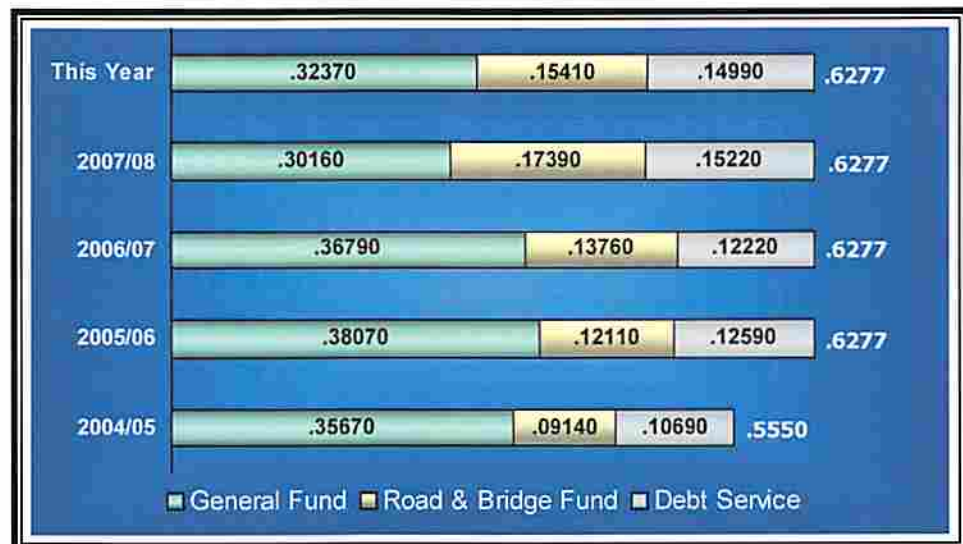 This Year .32370 .15410 .14990 .6277
2007/08 .30160 .17390 .15220 .6277
2006/07 .36790 .13760 .12220 .6277
2005/06 .38070 .12110 .12590 .6277
2004/05 .35670 .09140 .10690 .5550
General Fund Road & Bridge Fund Debt Service